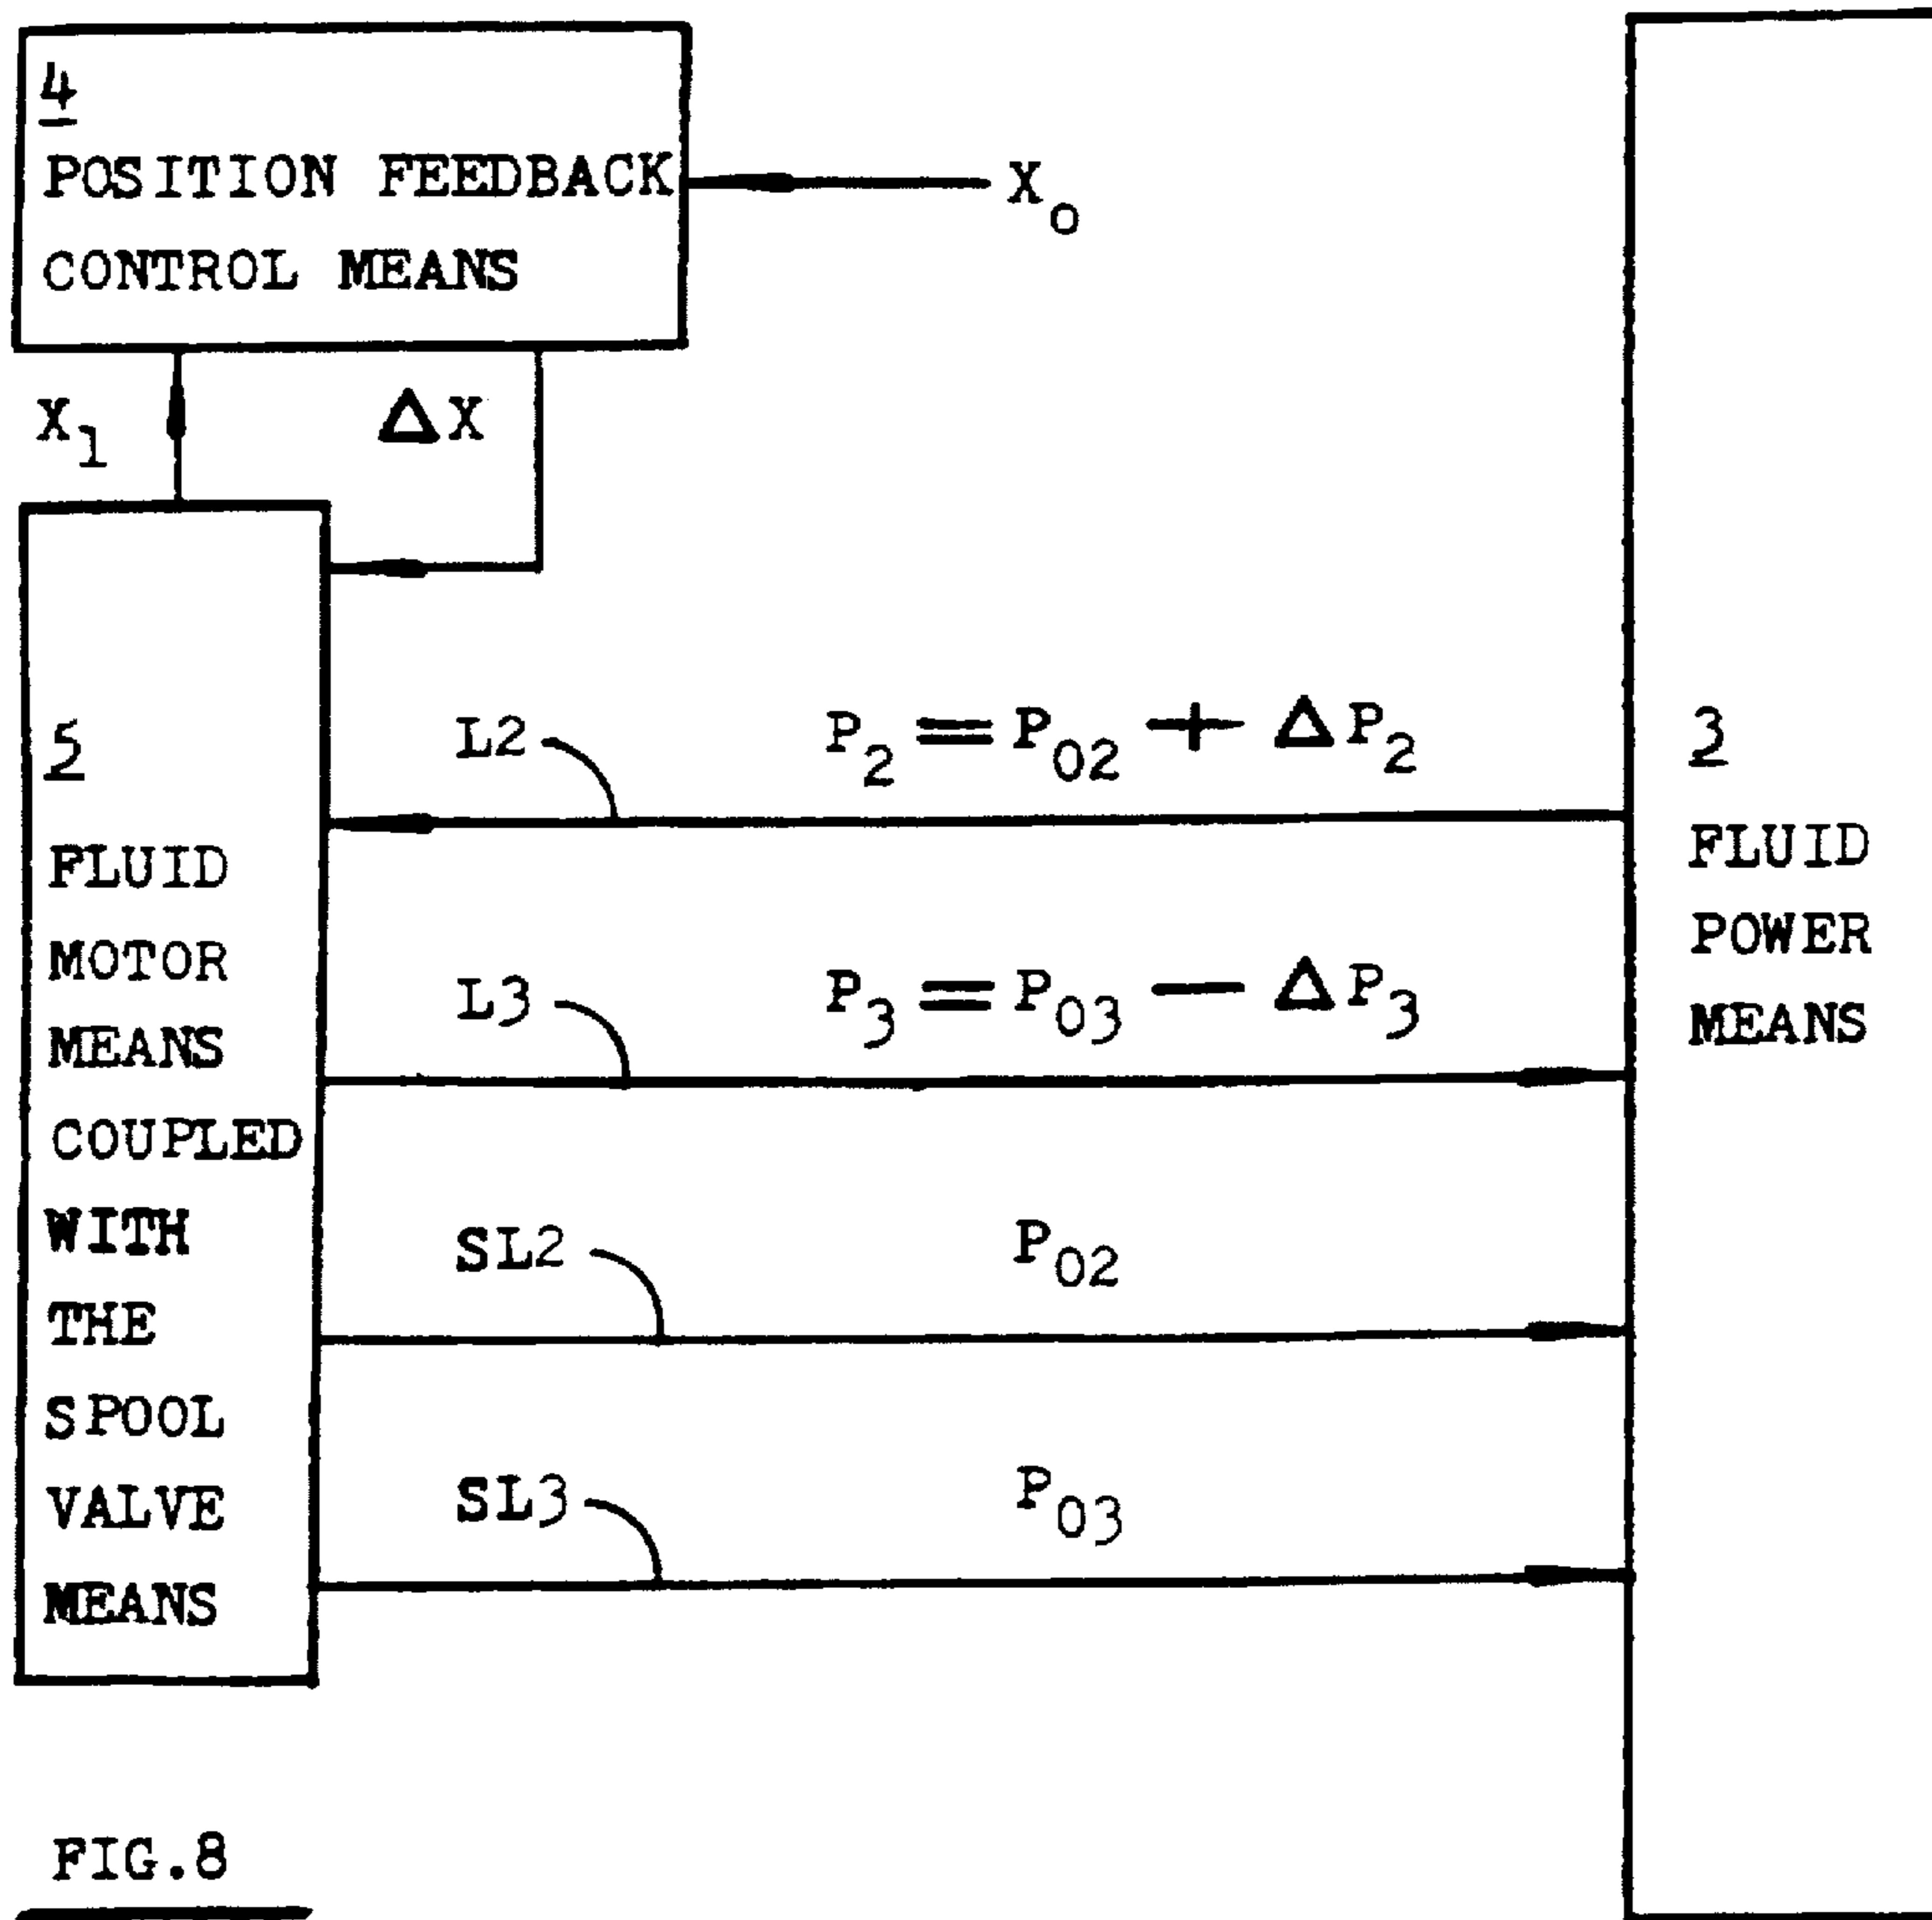 4
POSITION FEEDBACK
CONTROL MEANS
X₀
X₁
ΔX
5
FLUID
MOTOR
MEANS
COUPLED
WITH
THE
SPOOL
VALVE
MEANS
L2
P₂ = P₀₂ + ΔP₂
L3
P₃ = P₀₃ − ΔP₃
SL2
P₀₂
SL3
P₀₃
2
FLUID
POWER
MEANS
FIG.8